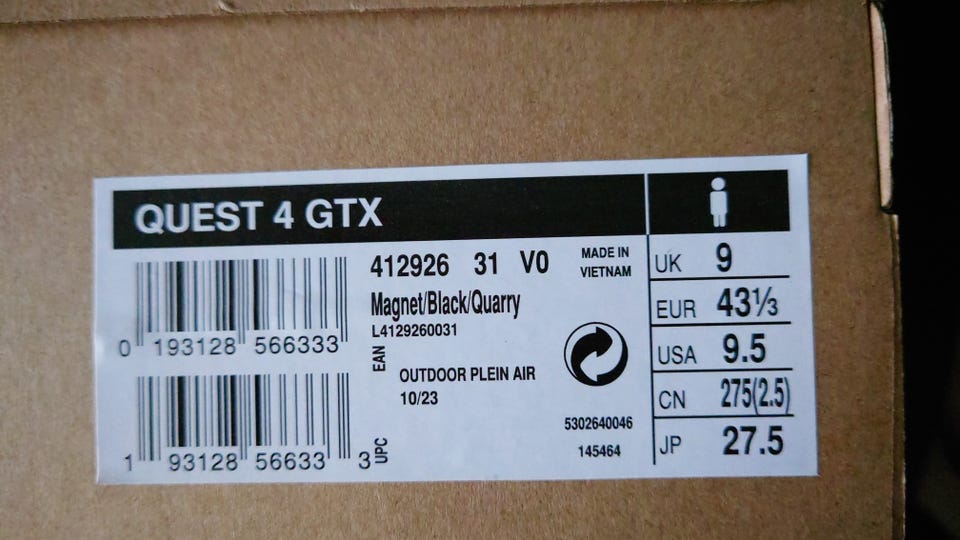 QUEST 4 GTX
412926 31 V0
MADE IN
VIETNAM
Magnet/Black/Quarry
L4129260031
EAN
0 193128 566333
OUTDOOR PLEIN AIR
10/23
5302640046
145464
UPC
1 93128 56633 3
UK 9
EUR 43⅓
USA 9.5
CN 275(2.5)
JP 27.5